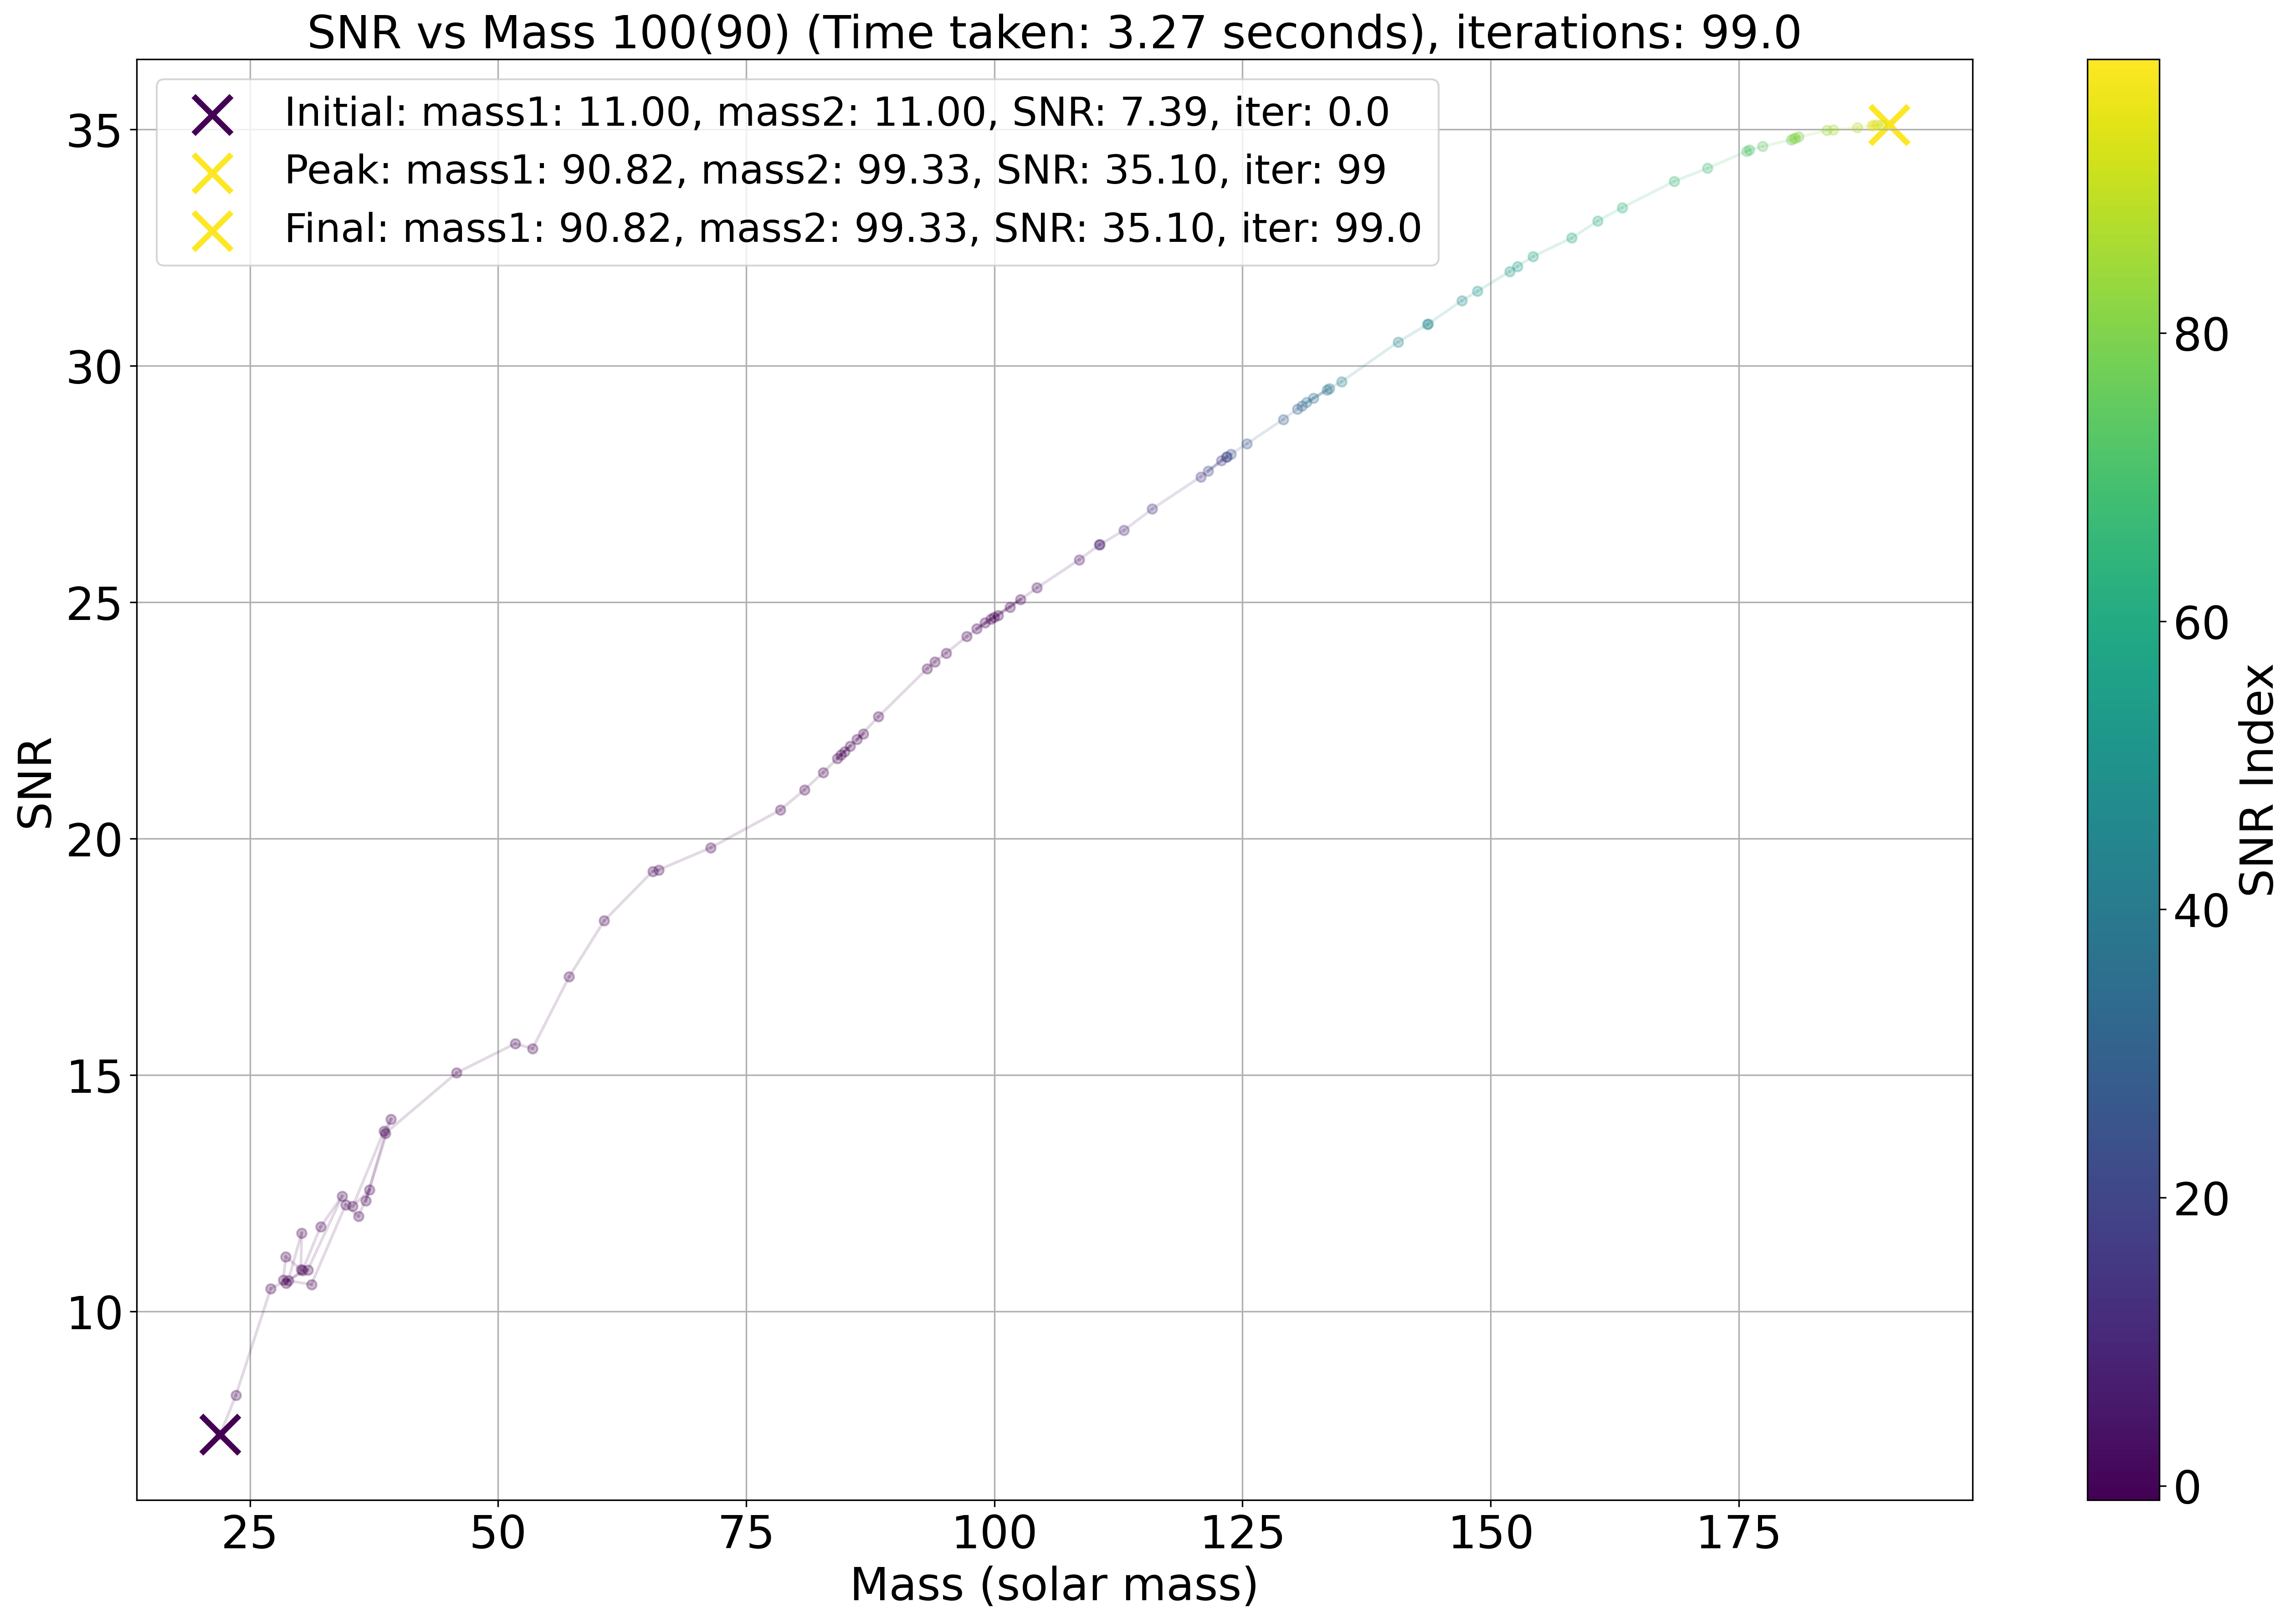 SNR vs Mass 100(90) (Time taken: 3.27 seconds), iterations: 99.0
Initial: mass1: 11.00, mass2: 11.00, SNR: 7.39, iter: 0.0
Peak: mass1: 90.82, mass2: 99.33, SNR: 35.10, iter: 99
Final: mass1: 90.82, mass2: 99.33, SNR: 35.10, iter: 99.0
35
30
25
20
15
10
SNR
25
50
75
100
125
150
175
Mass (solar mass)
80
60
40
20
0
SNR Index